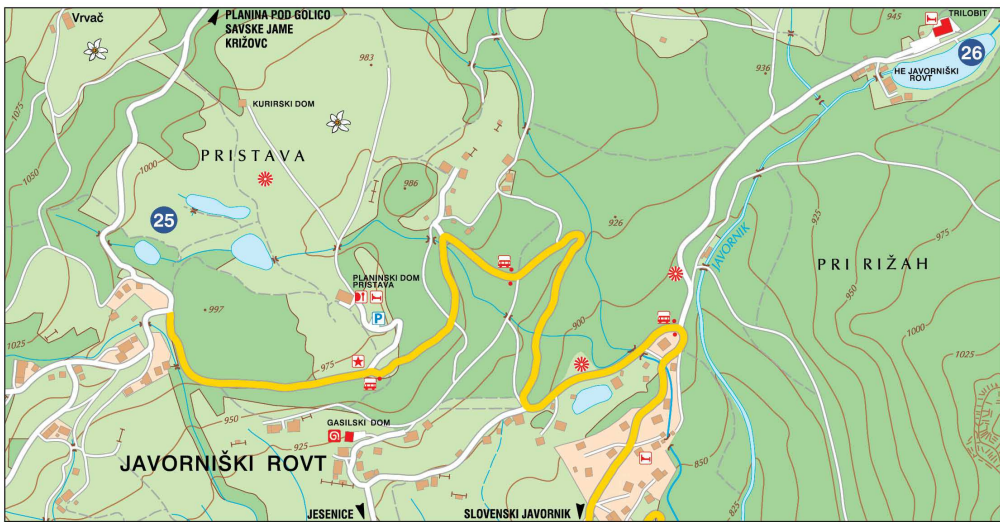 Vrvač
PLANINA POD GOLICO
SAVSKE JAME
KRIŽOVC
983
945
TRILOBIT
26
HE JAVORNIŠKI
ROVT
936
1075
KURIRSKI DOM
1050
1000
PRISTAVA
986
25
926
925
975
JAVORNIK
PRI RIŽAH
PLANINSKI DOM
PRISTAVA
950
P
997
900
1000
1025
975
1025
950
GASILSKI DOM
925
JAVORNIŠKI ROVT
850
825
JESENICE
SLOVENSKI JAVORNIK